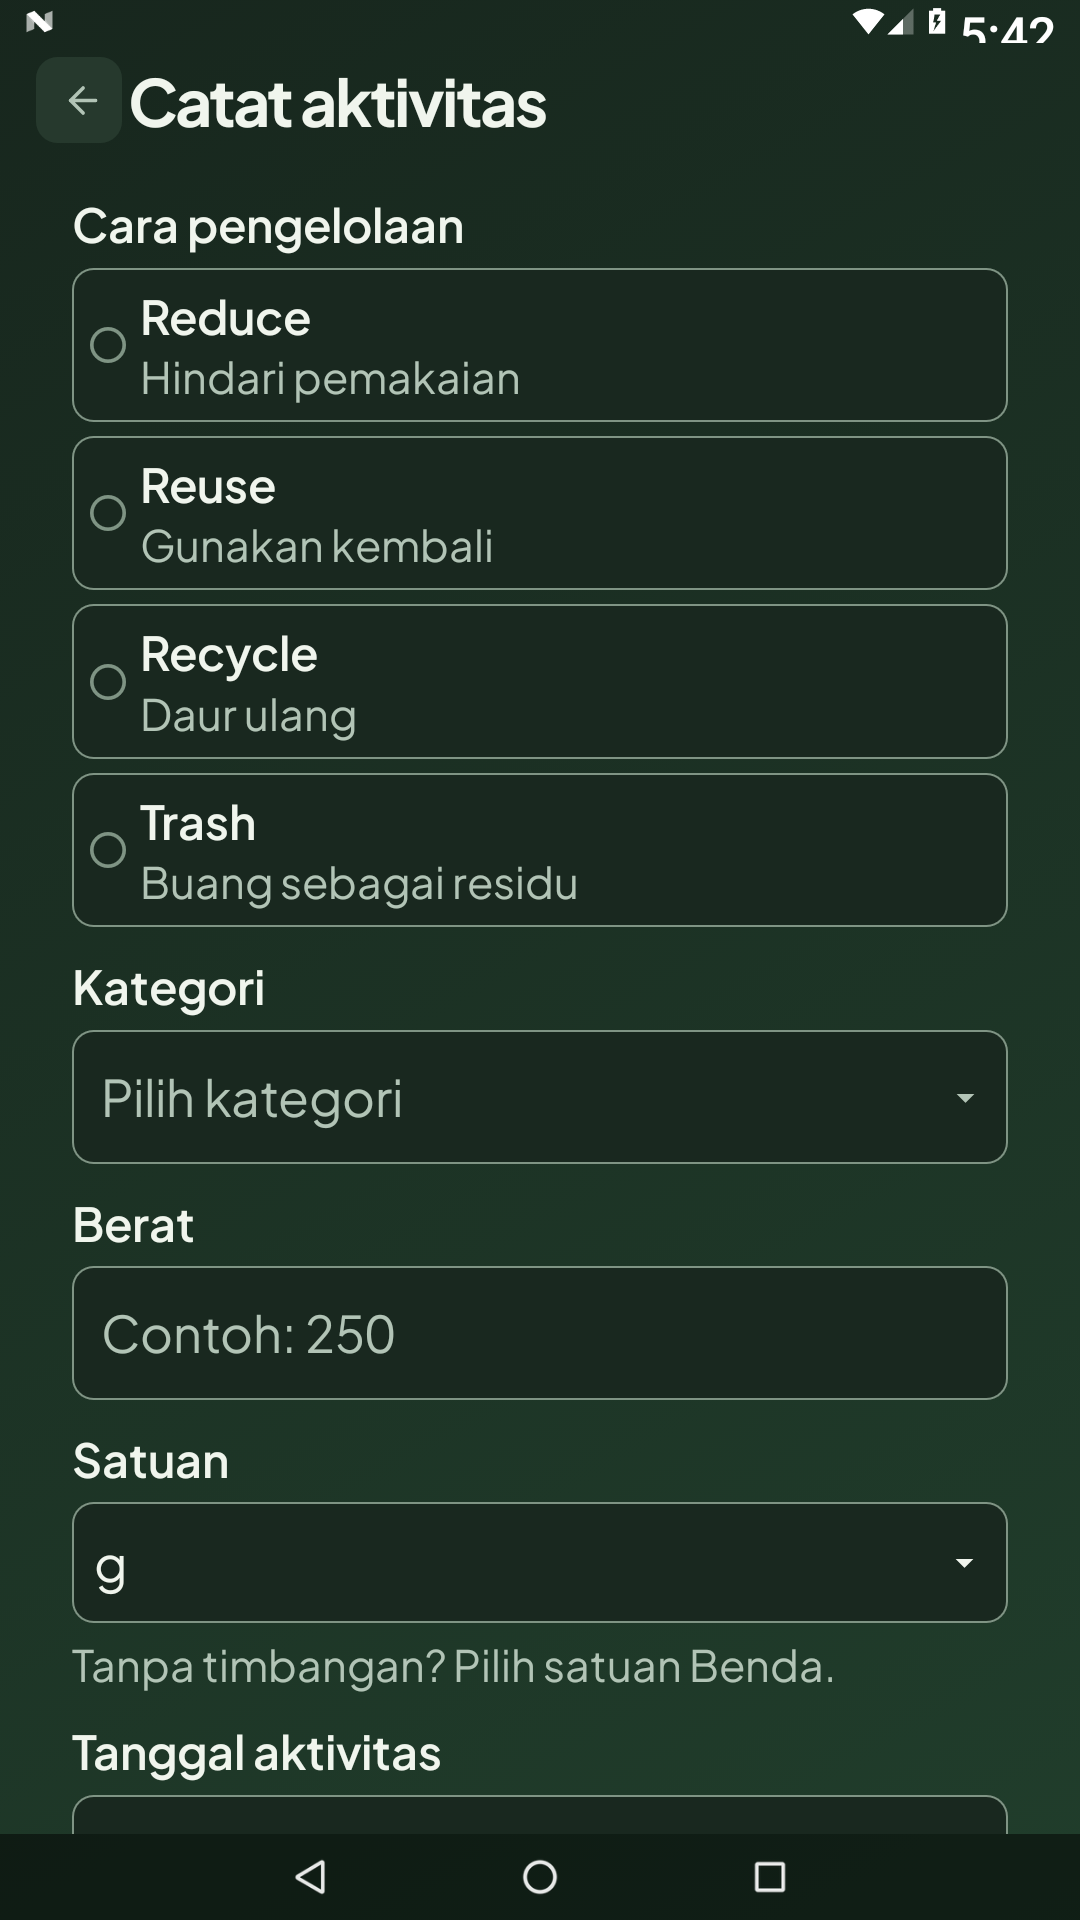 5:42
Catat aktivitas
Cara pengelolaan
Reduce
Hindari pemakaian
Reuse
Gunakan kembali
Recycle
Daur ulang
Trash
Buang sebagai residu
Kategori
Pilih kategori
Berat
Contoh: 250
Satuan
g
Tanpa timbangan? Pilih satuan Benda.
Tanggal aktivitas